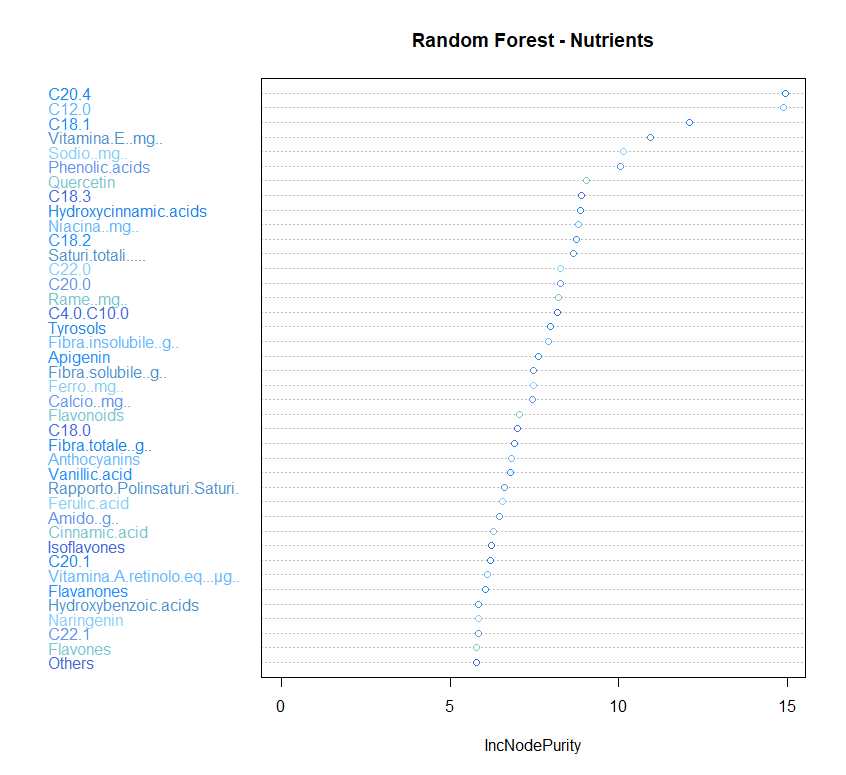 Random Forest - Nutrients
C20.4
C12.0
C18.1
Vitamina.E..mg..
Sodio..mg..
Phenolic.acids
Quercetin
C18.3
Hydroxycinnamic.acids
Niacina..mg..
C18.2
Saturi.totali.....
C22.0
C20.0
Rame..mg..
C4.0.C10.0
Tyrosols
Fibra.insolubile..g..
Apigenin
Fibra.solubile..g..
Ferro..mg..
Calcio..mg..
Flavonoids
C18.0
Fibra.totale..g..
Anthocyanins
Vanillic.acid
Rapporto.Polinsaturi.Saturi.
Ferulic.acid
Amido..g..
Cinnamic.acid
Isoflavones
C20.1
Vitamina.A.retinolo.eq...µg..
Flavanones
Hydroxybenzoic.acids
Naringenin
C22.1
Flavones
Others
0 5 10 15
IncNodePurity